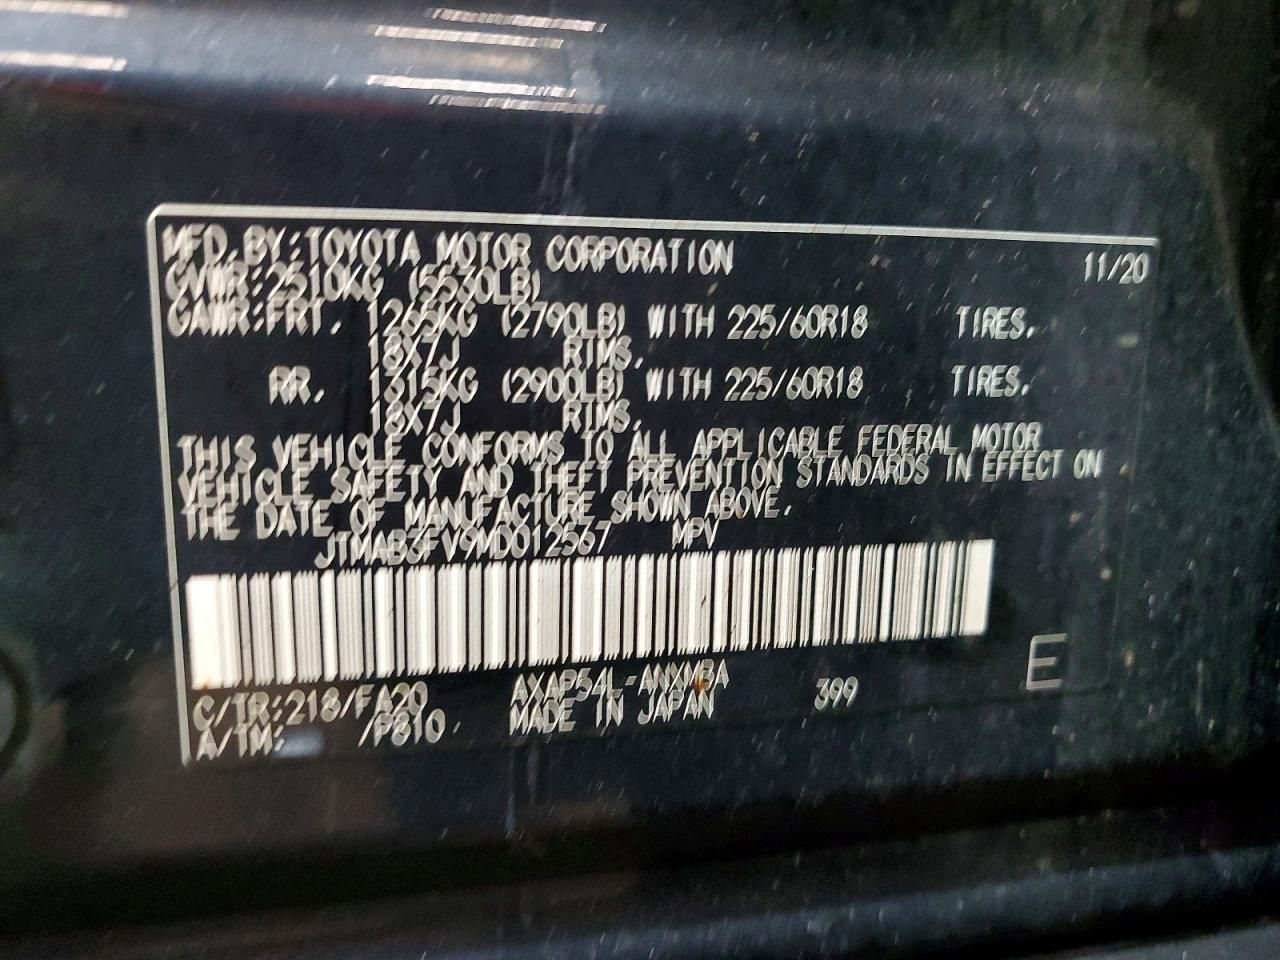 MFD.BY:TOYOTA MOTOR CORPORATION 11/20
GVWR:2510KG (5530LB)
GAWR:FRT. 1265KG (2790LB) WITH 225/60R18 TIRES.
18X7J RIMS.
RR. 1315KG (2900LB) WITH 225/60R18 TIRES.
18X7J RIMS.
THIS VEHICLE CONFORMS TO ALL APPLICABLE FEDERAL MOTOR
VEHICLE SAFETY AND THEFT PREVENTION STANDARDS IN EFFECT ON
THE DATE OF MANUFACTURE SHOWN ABOVE.
JTMAB3FV9MD012567 MPV
C/TR:218/FA20 AXAP54L-ANXMBA 399 E
A/TM: /P810 MADE IN JAPAN